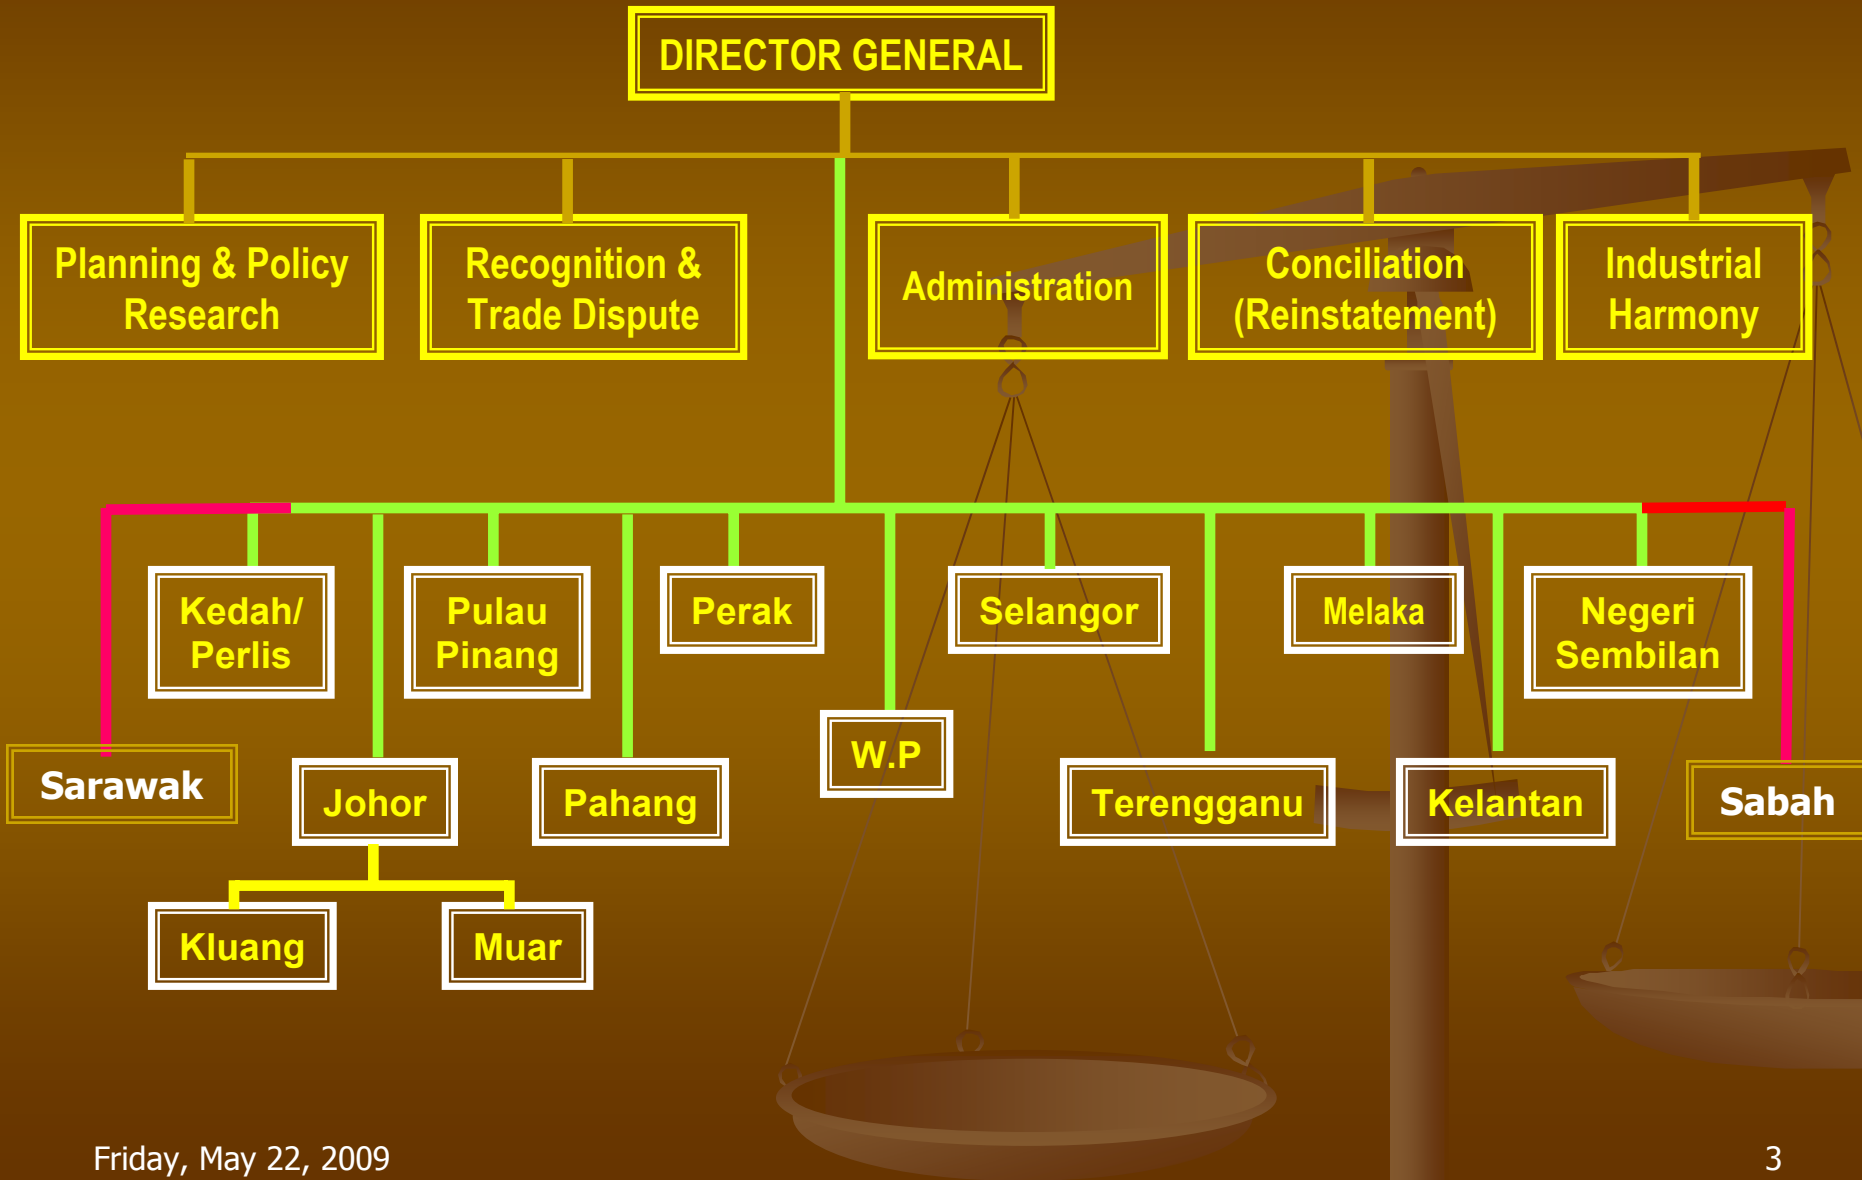 DIRECTOR GENERAL
Planning & Policy
Research
Recognition &
Trade Dispute
Administration
Conciliation
(Reinstatement)
Industrial
Harmony
Kedah/
Perlis
Pulau
Pinang
Perak
Selangor
Melaka
Negeri
Sembilan
W.P
Sarawak
Johor
Pahang
Terengganu
Kelantan
Sabah
Kluang
Muar
Friday, May 22, 2009
3